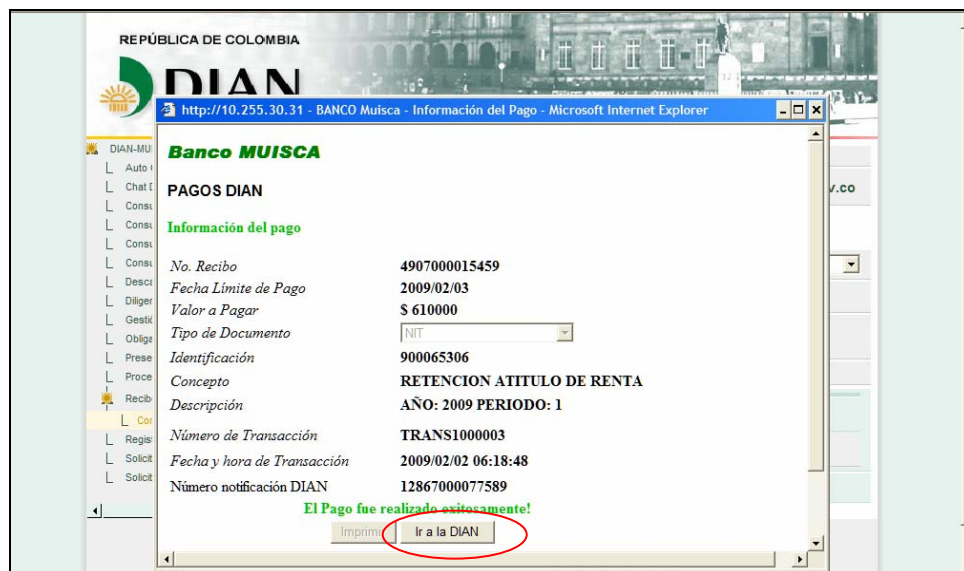 REPÚBLICA DE COLOMBIA
DIAN
http://10.255.30.31 - BANCO Muisca - Información del Pago - Microsoft Internet Explorer
Banco MUISCA
PAGOS DIAN
Información del pago
No. Recibo 4907000015459
Fecha Límite de Pago 2009/02/03
Valor a Pagar $ 610000
Tipo de Documento NIT
Identificación 900065306
Concepto RETENCION ATITULO DE RENTA
Descripción AÑO: 2009 PERIODO: 1
Número de Transacción TRANS1000003
Fecha y hora de Transacción 2009/02/02 06:18:48
Número notificación DIAN 12867000077589
El Pago fue realizado exitosamente!
Imprimir Ir a la DIAN
DIAN-MU
Auto
Chat D
Consu
Consu
Consu
Consu
Desca
Diliger
Gestió
Obliga
Prese
Proce
Recib
Con
Regis
Solicit
Solicit
v.co